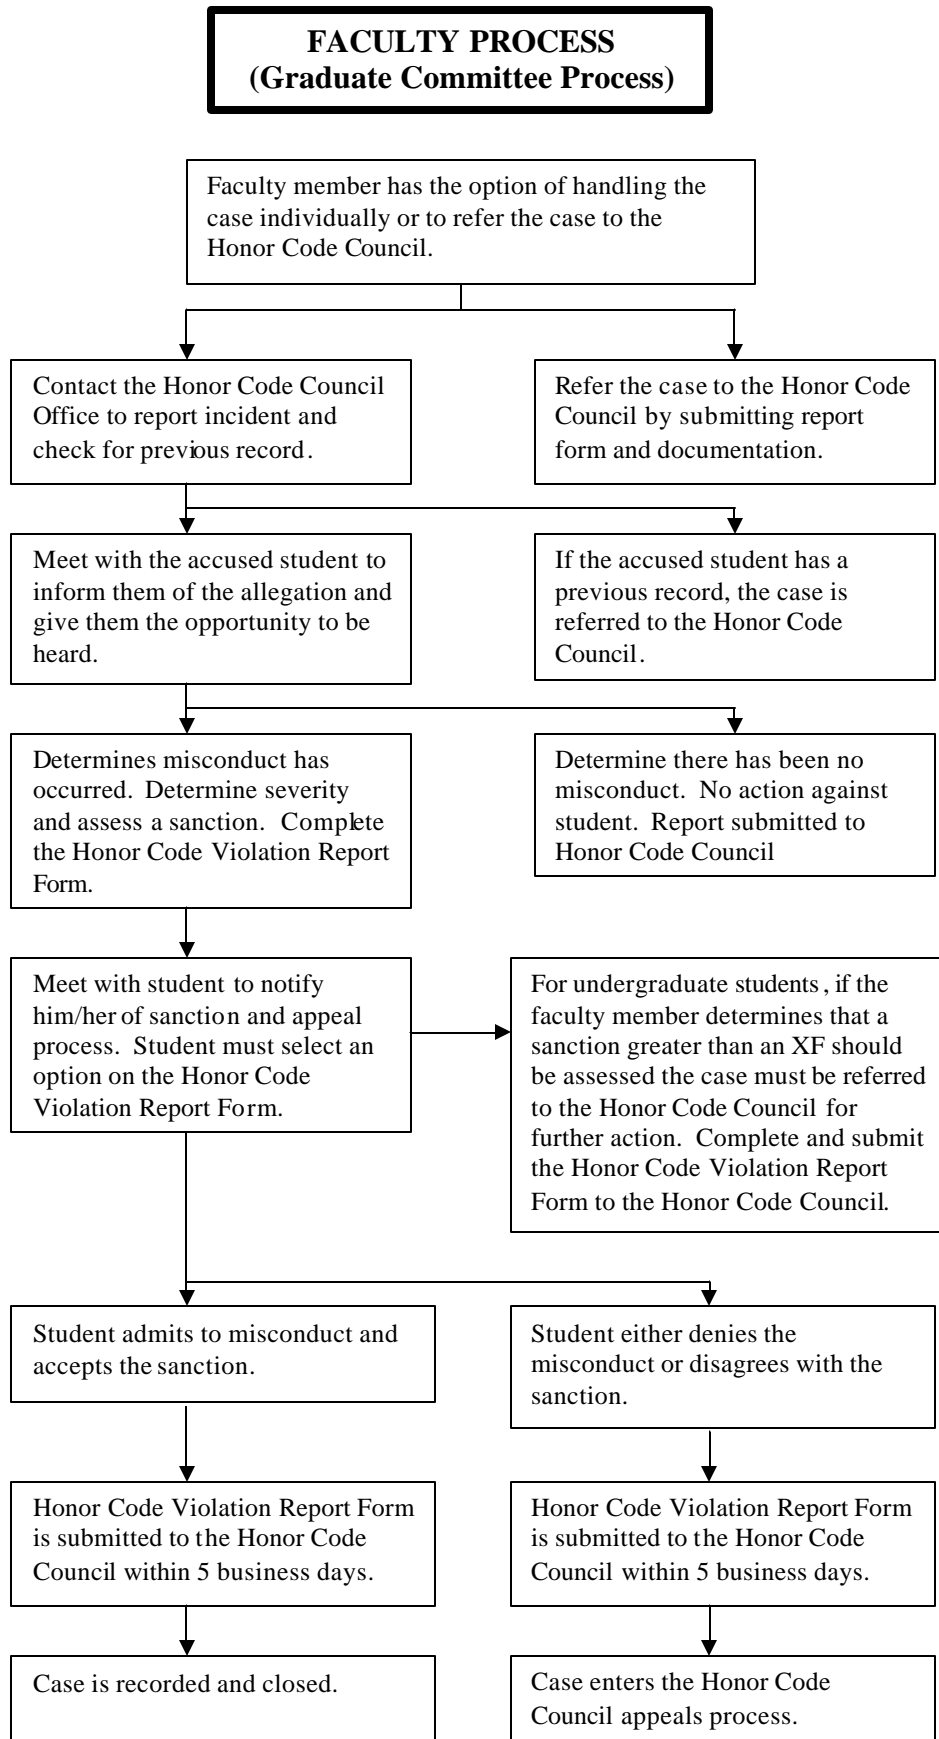 FACULTY PROCESS
(Graduate Committee Process)
Faculty member has the option of handling the
case individually or to refer the case to the
Honor Code Council.
Contact the Honor Code Council
Office to report incident and
check for previous record.
Refer the case to the Honor Code
Council by submitting report
form and documentation.
Meet with the accused student to
inform them of the allegation and
give them the opportunity to be
heard.
If the accused student has a
previous record, the case is
referred to the Honor Code
Council.
Determines misconduct has
occurred.  Determine severity
and assess a sanction.  Complete
the Honor Code Violation Report
Form.
Determine there has been no
misconduct.  No action against
student.  Report submitted to
Honor Code Council
Meet with student to notify
him/her of sanction and appeal
process.  Student must select an
option on the Honor Code
Violation Report Form.
For undergraduate students, if the
faculty member determines that a
sanction greater than an XF should
be assessed the case must be referred
to the Honor Code Council for
further action.  Complete and submit
the Honor Code Violation Report
Form to the Honor Code Council.
Student admits to misconduct and
accepts the sanction.
Student either denies the
misconduct or disagrees with the
sanction.
Honor Code Violation Report Form
is submitted to the Honor Code
Council within 5 business days.
Honor Code Violation Report Form
is submitted to the Honor Code
Council within 5 business days.
Case is recorded and closed.
Case enters the Honor Code
Council appeals process.